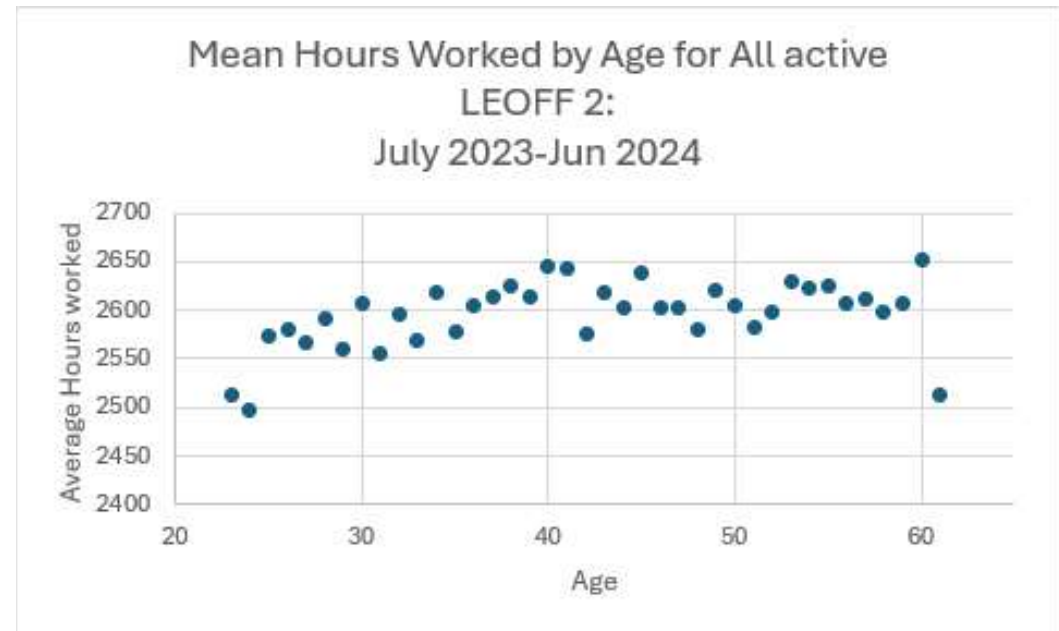 Mean Hours Worked by Age for All active
LEOFF 2:
July 2023-Jun 2024
Average Hours worked
2700
2650
2600
2550
2500
2450
2400
20 30 40 50 60
Age